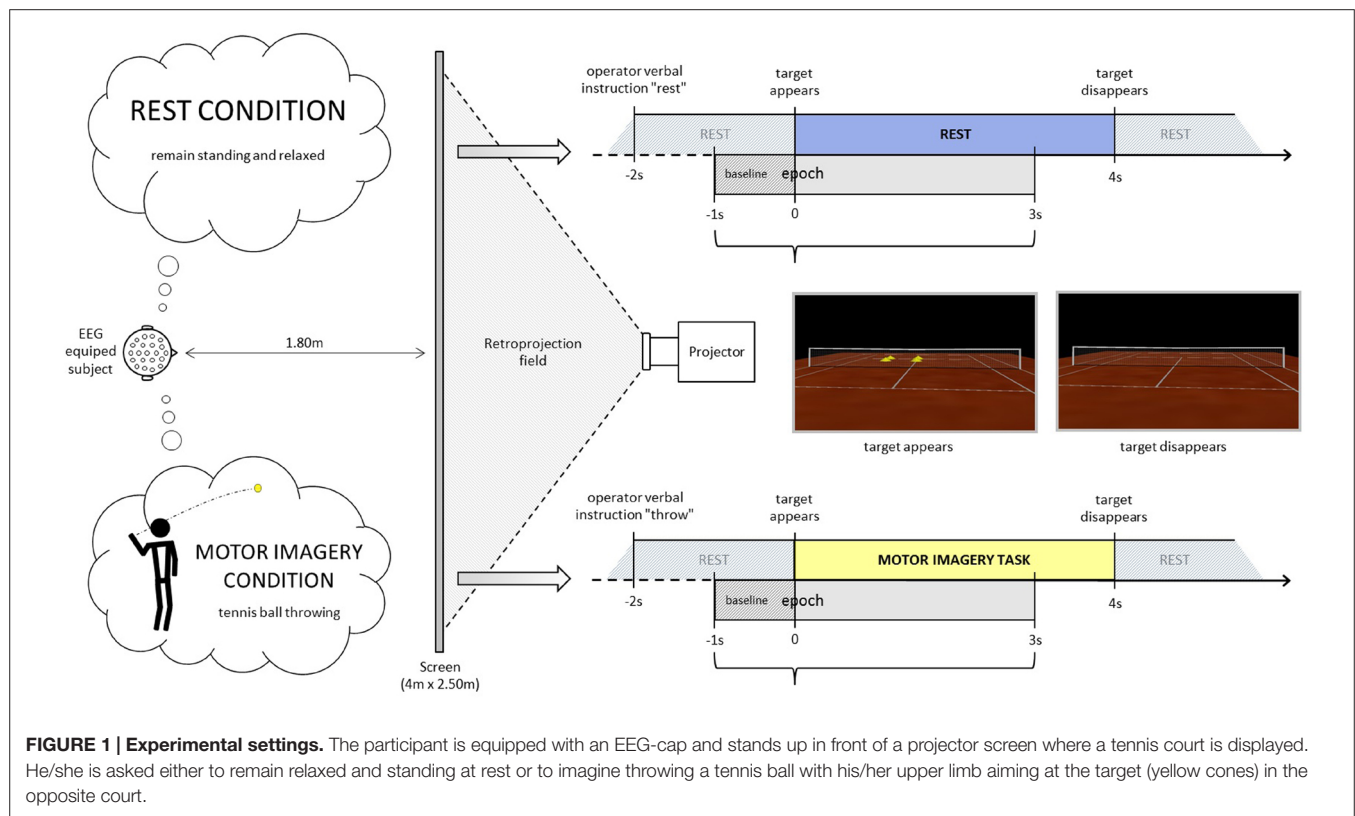 REST CONDITION
remain standing and relaxed
EEG
equiped
subject
1.80m
MOTOR IMAGERY
CONDITION
tennis ball throwing
Screen
(4m x 2.50m)
Retroprojection
field
Projector
operator verbal
instruction "rest"
target
appears
target
disappears
REST
REST
REST
baseline
epoch
-2s
-1s
0
3s
4s
target appears
target disappears
operator verbal
instruction "throw"
target
appears
target
disappears
REST
MOTOR IMAGERY TASK
REST
baseline
epoch
-2s
-1s
0
3s
4s
FIGURE 1 | Experimental settings. The participant is equipped with an EEG-cap and stands up in front of a projector screen where a tennis court is displayed.
He/she is asked either to remain relaxed and standing at rest or to imagine throwing a tennis ball with his/her upper limb aiming at the target (yellow cones) in the
opposite court.